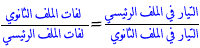 لفات الملف الثانوي = التيار في الملف الرئيسي
لفات الملف الرئيسي التيار في الملف الثانوي